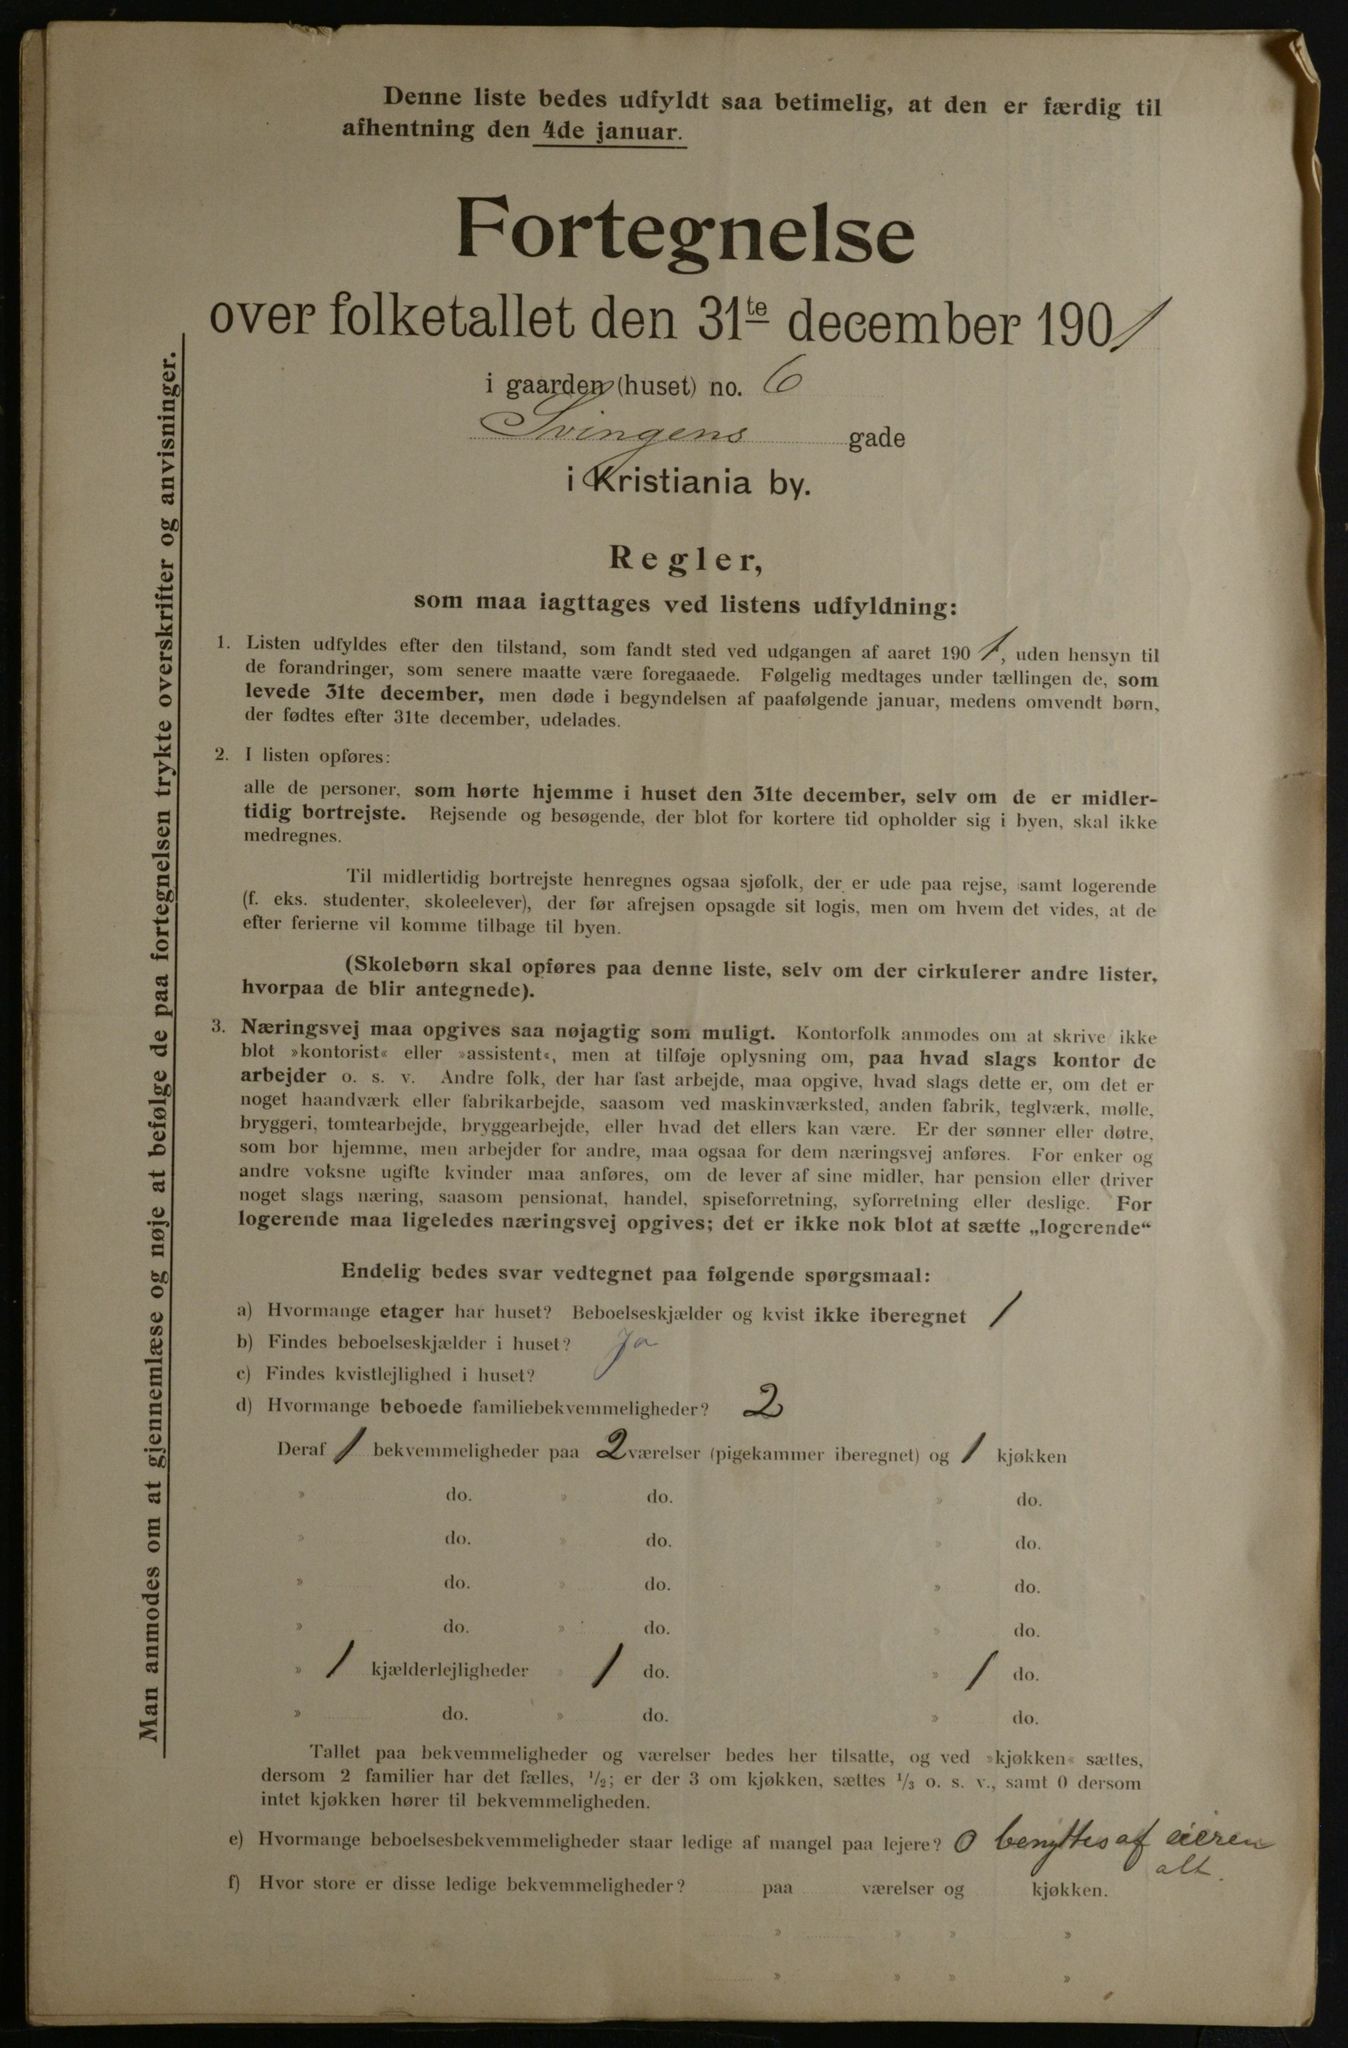 Denne liste bedes udfyldt saa betimelig, at den er færdig til
afhentning den 4de januar.
Fortegnelse
over folketallet den 31te december 1901
i gaarden (huset) no. 6
Svingens gade
i Kristiania by.
Regler,
som maa iagttages ved listens udfyldning:
1. Listen udfyldes efter den tilstand, som fandt sted ved udgangen af aaret 1901, uden hensyn til
de forandringer, som senere maatte være foregaaede. Følgelig medtages under tællingen de, som
levede 31te december, men døde i begyndelsen af paafølgende januar, medens omvendt børn,
der fødtes efter 31te december, udelades.
2. I listen opføres:
alle de personer, som hørte hjemme i huset den 31te december, selv om de er midler-
tidig bortrejste. Rejsende og besøgende, der blot for kortere tid opholder sig i byen, skal ikke
medregnes.
Til midlertidig bortrejste henregnes ogsaa sjøfolk, der er ude paa rejse, samt logerende
(f. eks. studenter, skoleelever), der før afrejsen opsagde sit logis, men om hvem det vides, at de
efter ferierne vil komme tilbage til byen.
(Skolebørn skal opføres paa denne liste, selv om der cirkulerer andre lister,
hvorpaa de blir antegnede).
3. Næringsvej maa opgives saa nøjagtig som muligt. Kontorfolk anmodes om at skrive ikke
blot »kontorist« eller »assistent«, men at tilføje oplysning om, paa hvad slags kontor de
arbejder o. s. v. Andre folk, der har fast arbejde, maa opgive, hvad slags dette er, om det er
noget haandværk eller fabrikarbejde, saasom ved maskinværksted, anden fabrik, teglværk, mølle,
bryggeri, tomtearbejde, bryggearbejde, eller hvad det ellers kan være. Er der sønner eller døtre,
som bor hjemme, men arbejder for andre, maa ogsaa for dem næringsvej anføres. For enker og
andre voksne ugifte kvinder maa anføres, om de lever af sine midler, har pension eller driver
noget slags næring, saasom pensionat, handel, spiseforretning, syforretning eller deslige. For
logerende maa ligeledes næringsvej opgives; det er ikke nok blot at sætte „logerende“
Endelig bedes svar vedtegnet paa følgende spørgsmaal:
a) Hvormange etager har huset? Beboelseskjælder og kvist ikke iberegnet 1
b) Findes beboelseskjælder i huset? Ja
c) Findes kvistlejlighed i huset?
d) Hvormange beboede familiebekvemmeligheder? 2
Deraf 1 bekvemmeligheder paa 2 værelser (pigekammer iberegnet) og 1 kjøkken
» do. » do. » do.
» do. » do. » do.
» do. » do. » do.
» do. » do. » do.
» 1 kjælderlejligheder » 1 do. » 1 do.
» do. » do. » do.
Tallet paa bekvemmeligheder og værelser bedes her tilsatte, og ved »kjøkken« sættes,
dersom 2 familier har det fælles, 1/2; er der 3 om kjøkken, sættes 1/3 o. s. v., samt 0 dersom
intet kjøkken hører til bekvemmeligheden.
e) Hvormange beboelsesbekvemmeligheder staar ledige af mangel paa lejere? 0 benyttes af eieren
alt.
f) Hvor store er disse ledige bekvemmeligheder? paa værelser og kjøkken.
» » » »
» » » »
Man anmodes om at gjennemlæse og nøje at befølge de paa fortegnelsen trykte overskrifter og anvisninger.